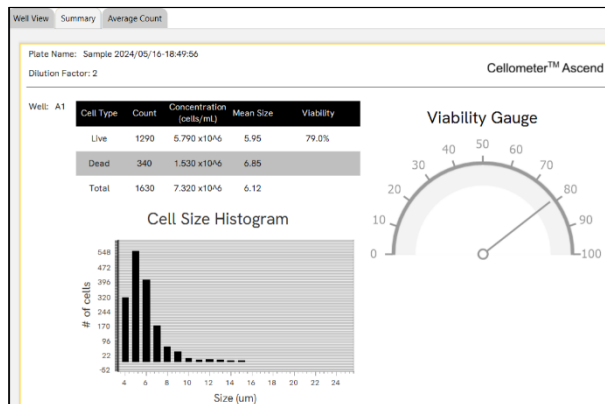 Well View Summary Average Count
Plate Name: Sample 2024/05/16-18:49:56
Dilution Factor: 2
Cellometer™ Ascend
Well: A1
Cell Type Count Concentration (cells/mL) Mean Size Viability
Live 1290 5.790 x10^6 5.95 79.0%
Dead 340 1.530 x10^6 6.85
Total 1630 7.320 x10^6 6.12
Viability Gauge
0 10 20 30 40 50 60 70 80 90 100
Cell Size Histogram
# of cells
548
472
396
320
244
170
96
22
-52
4 6 8 10 12 14 16 18 20 22 24
Size (um)